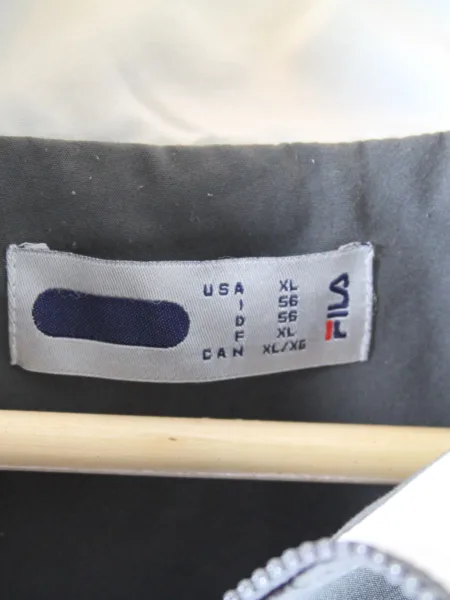 USA XL
I 56
D 56
F XL
CAN XL/XG
FILA